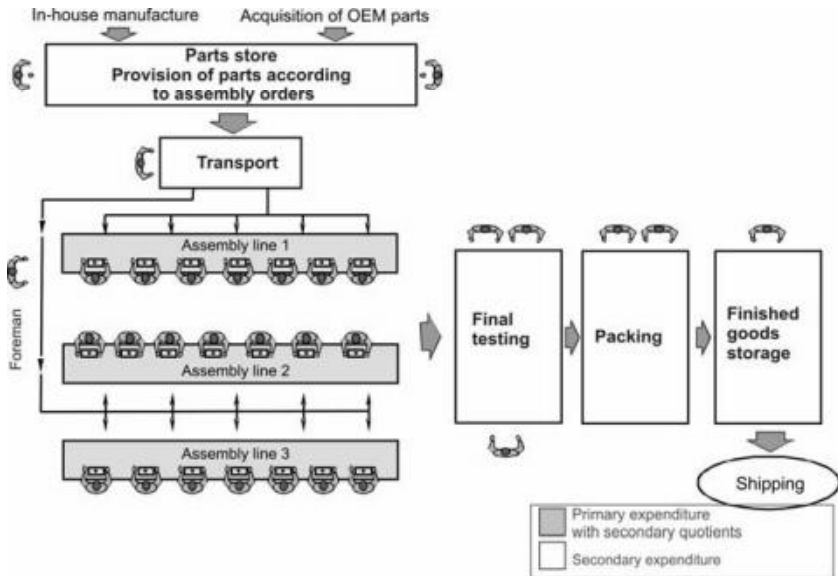 In-house manufacture
Acquisition of OEM parts
Parts store
Provision of parts according
to assembly orders
Transport
Assembly line 1
Foreman
Assembly line 2
Assembly line 3
Final
testing
Packing
Finished
goods
storage
Shipping
Primary expenditure
with secondary quotients
Secondary expenditure